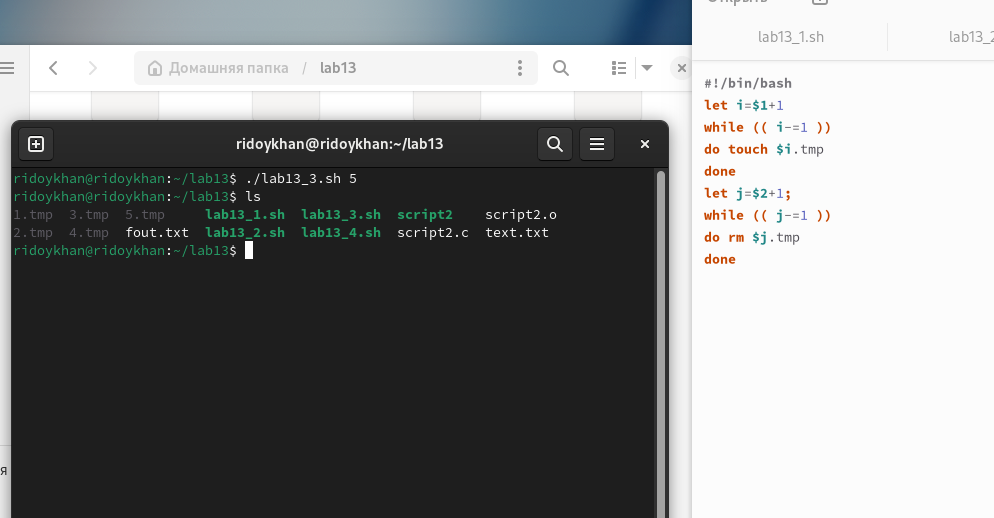 Открыть
lab13_1.sh lab13_2
Домашняя папка / lab13
#!/bin/bash
let i=$1+1
while (( i-=1 ))
do touch $i.tmp
done
let j=$2+1;
while (( j-=1 ))
do rm $j.tmp
done
ridoykhan@ridoykhan:~/lab13
ridoykhan@ridoykhan:~/lab13$ ./lab13_3.sh 5
ridoykhan@ridoykhan:~/lab13$ ls
1.tmp 3.tmp 5.tmp lab13_1.sh lab13_3.sh script2 script2.o
2.tmp 4.tmp fout.txt lab13_2.sh lab13_4.sh script2.c text.txt
ridoykhan@ridoykhan:~/lab13$
я